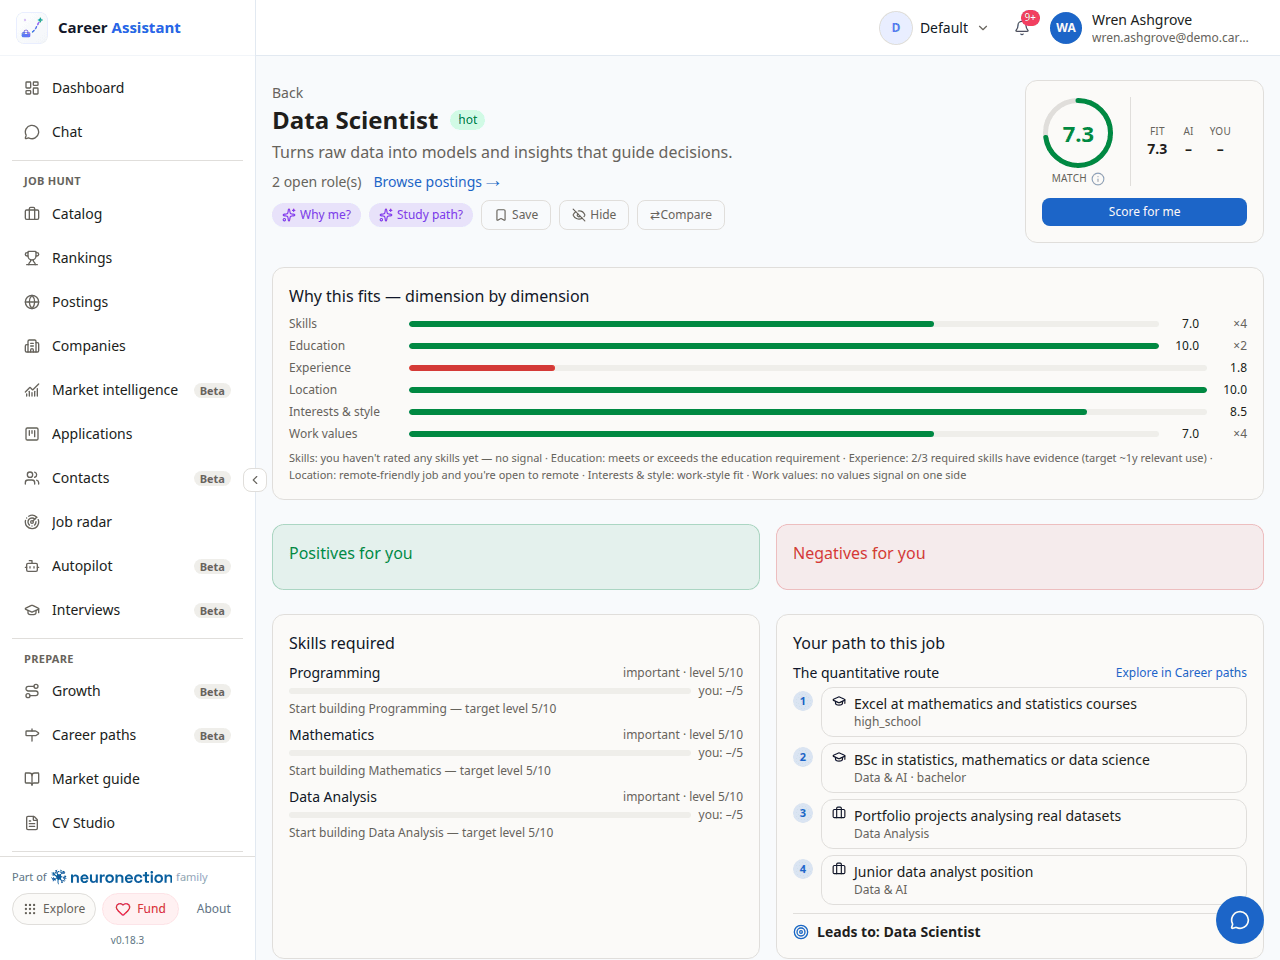 Career Assistant
D
Default
9+
WA
Wren Ashgrove
wren.ashgrove@demo.car...
Dashboard
Chat
JOB HUNT
Catalog
Rankings
Postings
Companies
Market intelligence Beta
Applications
Contacts Beta
Job radar
Autopilot Beta
Interviews Beta
PREPARE
Growth Beta
Career paths Beta
Market guide
CV Studio
Part of neuronection family
Explore Fund About
v0.18.3
Back
Data Scientist hot
Turns raw data into models and insights that guide decisions.
2 open role(s) Browse postings →
Why me? Study path? Save Hide ⇄Compare
7.3
MATCH
FIT AI YOU
7.3 – –
Score for me
Why this fits — dimension by dimension
Skills 7.0 ×4
Education 10.0 ×2
Experience 1.8
Location 10.0
Interests & style 8.5
Work values 7.0 ×4
Skills: you haven't rated any skills yet — no signal · Education: meets or exceeds the education requirement · Experience: 2/3 required skills have evidence (target ~1y relevant use) ·
Location: remote-friendly job and you're open to remote · Interests & style: work-style fit · Work values: no values signal on one side
Positives for you
Negatives for you
Skills required
Programming important · level 5/10
you: –/5
Start building Programming — target level 5/10
Mathematics important · level 5/10
you: –/5
Start building Mathematics — target level 5/10
Data Analysis important · level 5/10
you: –/5
Start building Data Analysis — target level 5/10
Your path to this job
The quantitative route Explore in Career paths
1 Excel at mathematics and statistics courses
high_school
2 BSc in statistics, mathematics or data science
Data & AI · bachelor
3 Portfolio projects analysing real datasets
Data Analysis
4 Junior data analyst position
Data & AI
Leads to: Data Scientist